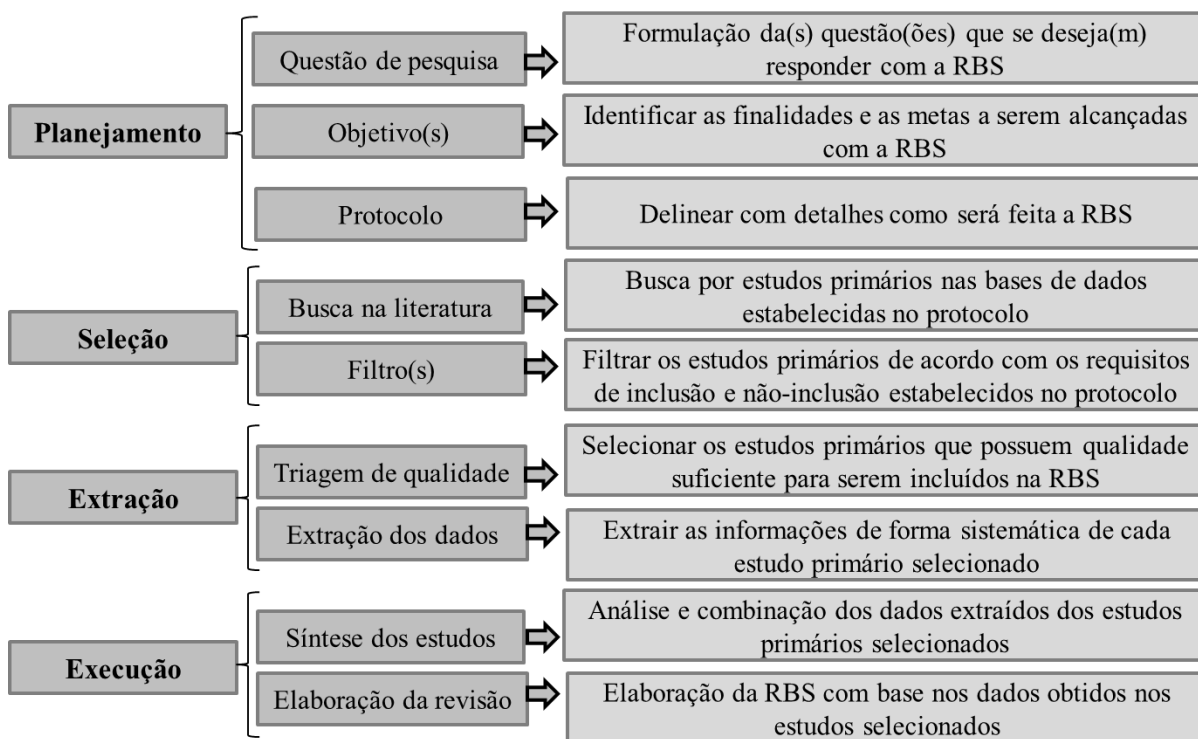 Planejamento
Questão de pesquisa
Formulação da(s) questão(ões) que se deseja(m)
responder com a RBS
Objetivo(s)
Identificar as finalidades e as metas a serem alcançadas
com a RBS
Protocolo
Delinear com detalhes como será feita a RBS
Seleção
Busca na literatura
Busca por estudos primários nas bases de dados
estabelecidas no protocolo
Filtro(s)
Filtrar os estudos primários de acordo com os requisitos
de inclusão e não-inclusão estabelecidos no protocolo
Extração
Triagem de qualidade
Selecionar os estudos primários que possuem qualidade
suficiente para serem incluídos na RBS
Extração dos dados
Extrair as informações de forma sistemática de cada
estudo primário selecionado
Execução
Síntese dos estudos
Análise e combinação dos dados extraídos dos estudos
primários selecionados
Elaboração da revisão
Elaboração da RBS com base nos dados obtidos nos
estudos selecionados